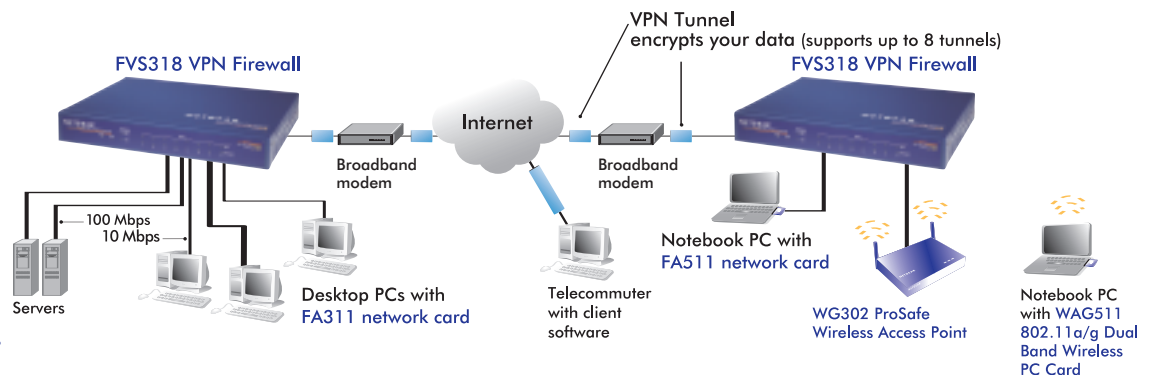 VPN Tunnel
encrypts your data (supports up to 8 tunnels)
FVS318 VPN Firewall
FVS318 VPN Firewall
Internet
Broadband
modem
Broadband
modem
100 Mbps
10 Mbps
Servers
Desktop PCs with
FA311 network card
Telecommuter
with client
software
Notebook PC with
FA511 network card
WG302 ProSafe
Wireless Access Point
Notebook PC
with WAG511
802.11a/g Dual
Band Wireless
PC Card